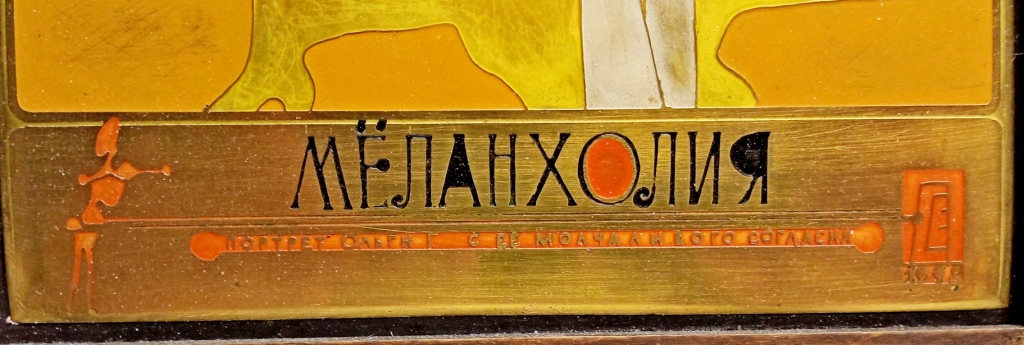 МЁЛАНХОЛИЯ
ПОРТРЕТ ОЛЬГИ Г. С ЕЕ МОЛЧАЛИВОГО СОГЛАСИЯ